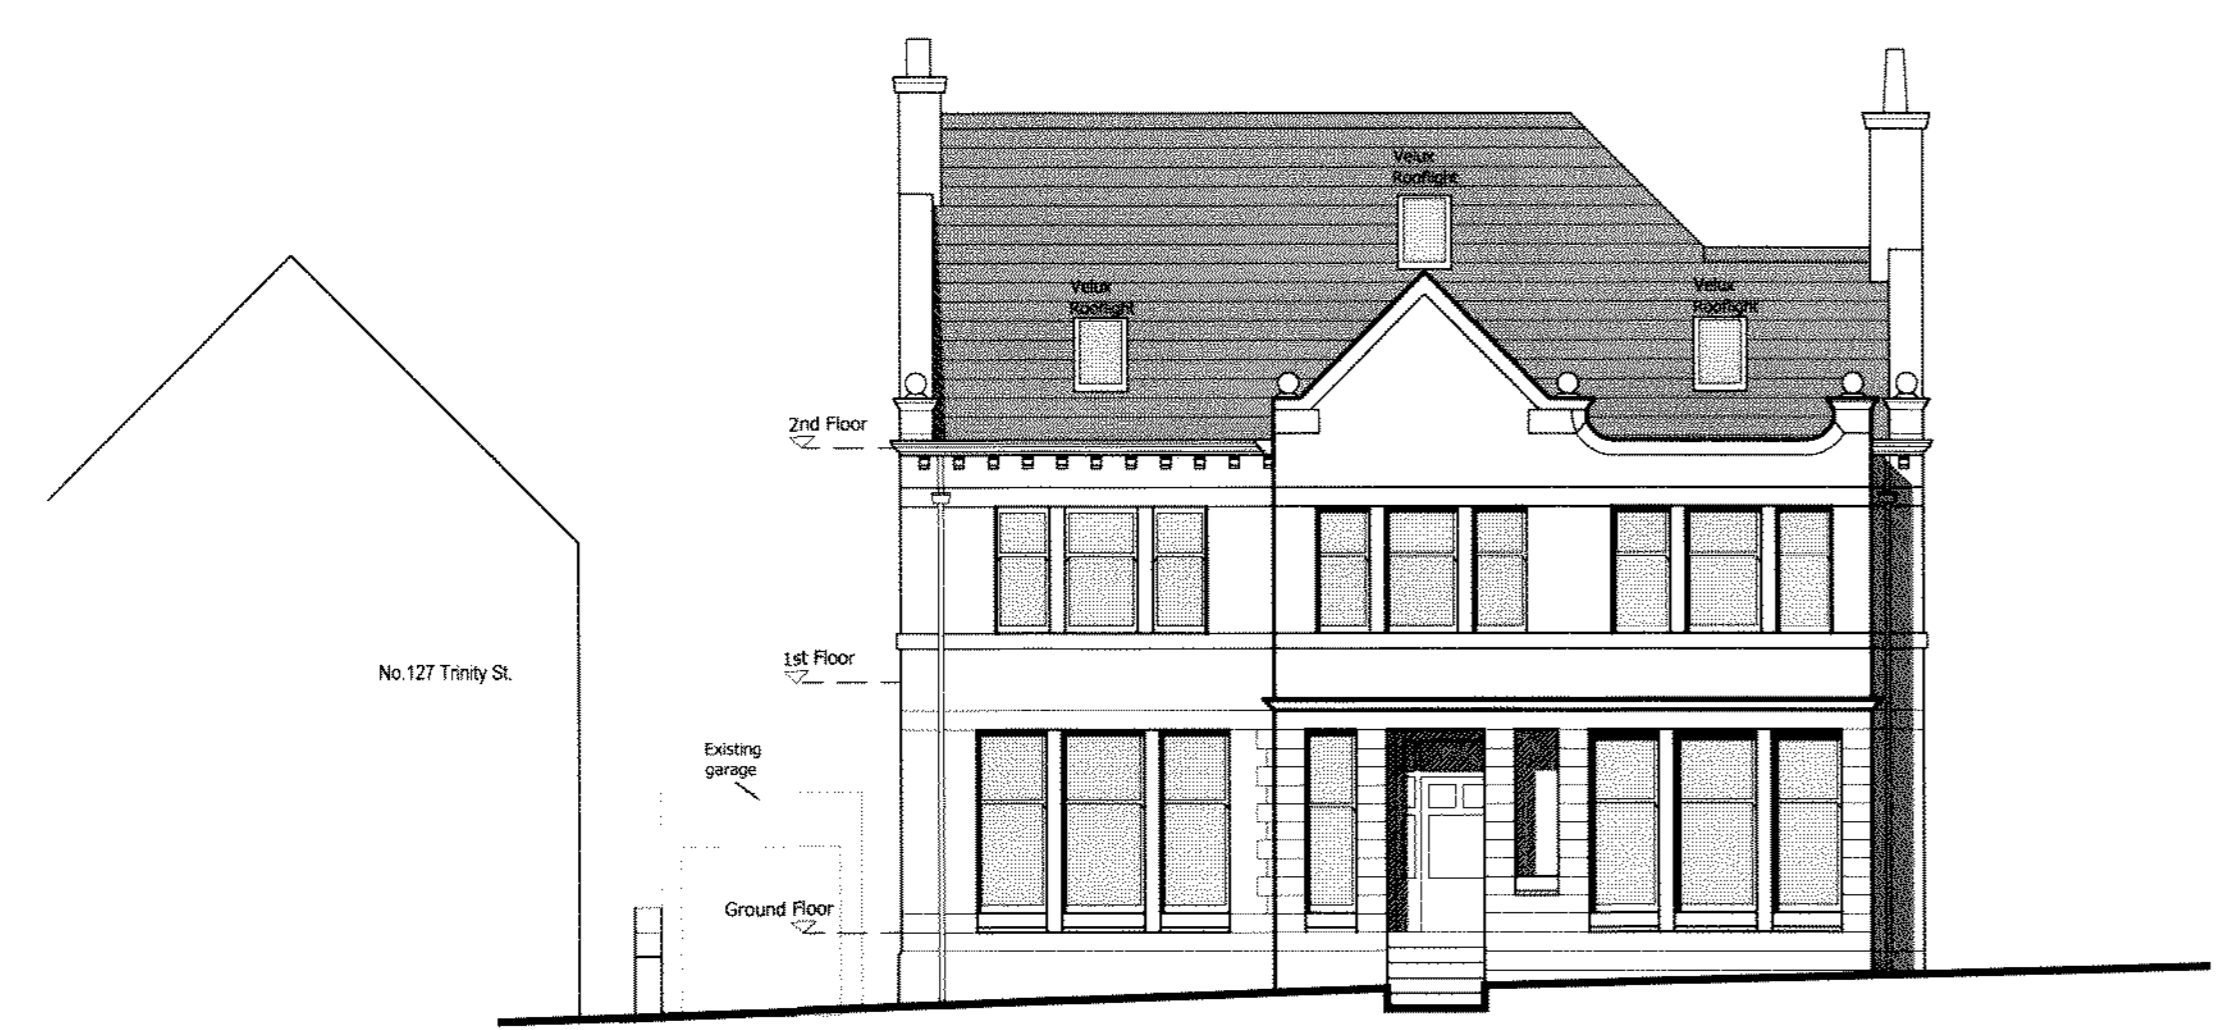 Velux
Rooflight
Velux
Rooflight
Velux
Rooflight
2nd Floor
1st Floor
No.127 Trinity St.
Existing
garage
Ground Floor